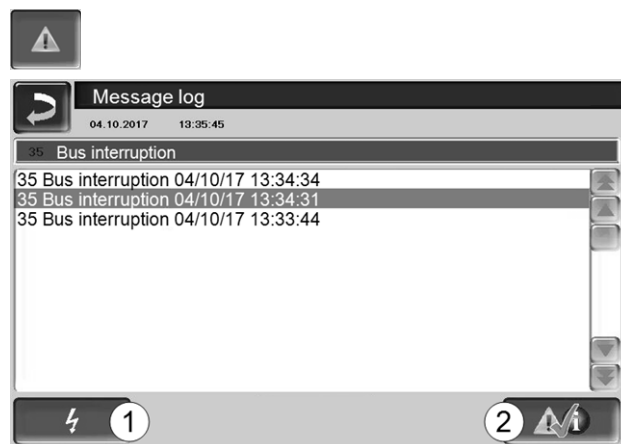 Message log
04.10.2017 13:35:45
35 Bus interruption
35 Bus interruption 04/10/17 13:34:34
35 Bus interruption 04/10/17 13:34:31
35 Bus interruption 04/10/17 13:33:44
1 2